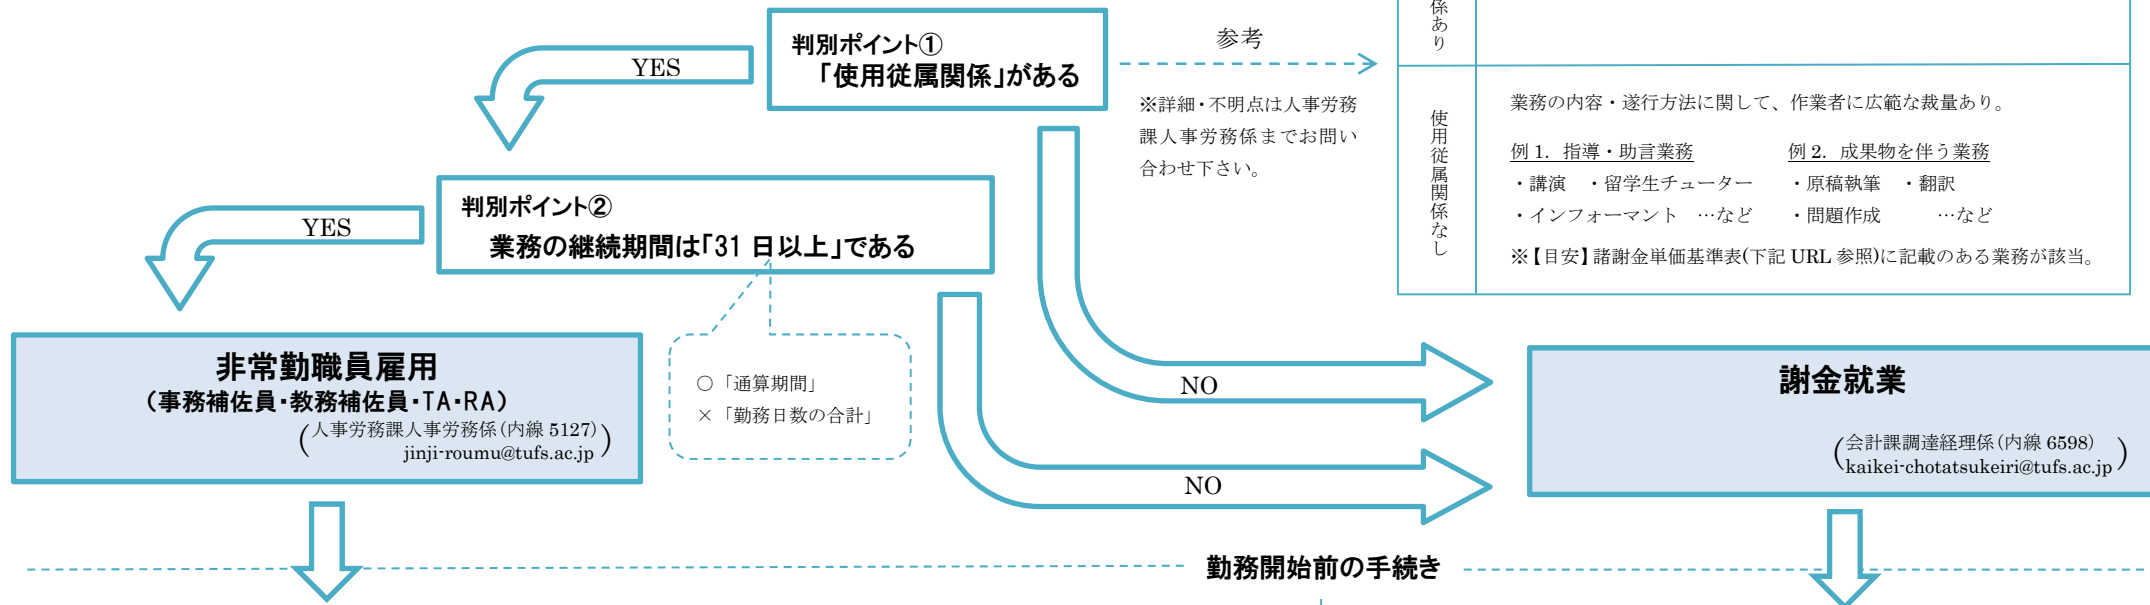 係あり
判別ポイント①
「使用従属関係」がある
YES
参考
※詳細・不明点は人事労務
課人事労務係までお問い
合わせ下さい。
使用従属関係なし
業務の内容・遂行方法に関して、作業者に広範な裁量あり。
例 1. 指導・助言業務
・講演 ・留学生チューター
・インフォーマント …など
例 2. 成果物を伴う業務
・原稿執筆 ・翻訳
・問題作成 …など
※【目安】諸謝金単価基準表(下記 URL 参照)に記載のある業務が該当。
判別ポイント②
業務の継続期間は「31 日以上」である
YES
○「通算期間」
×「勤務日数の合計」
非常勤職員雇用
(事務補佐員・教務補佐員・TA・RA)
(人事労務課人事労務係(内線 5127)
jinji-roumu@tufs.ac.jp)
NO
NO
謝金就業
(会計課調達経理係(内線 6598)
kaikei-chotatsukeiri@tufs.ac.jp)
勤務開始前の手続き